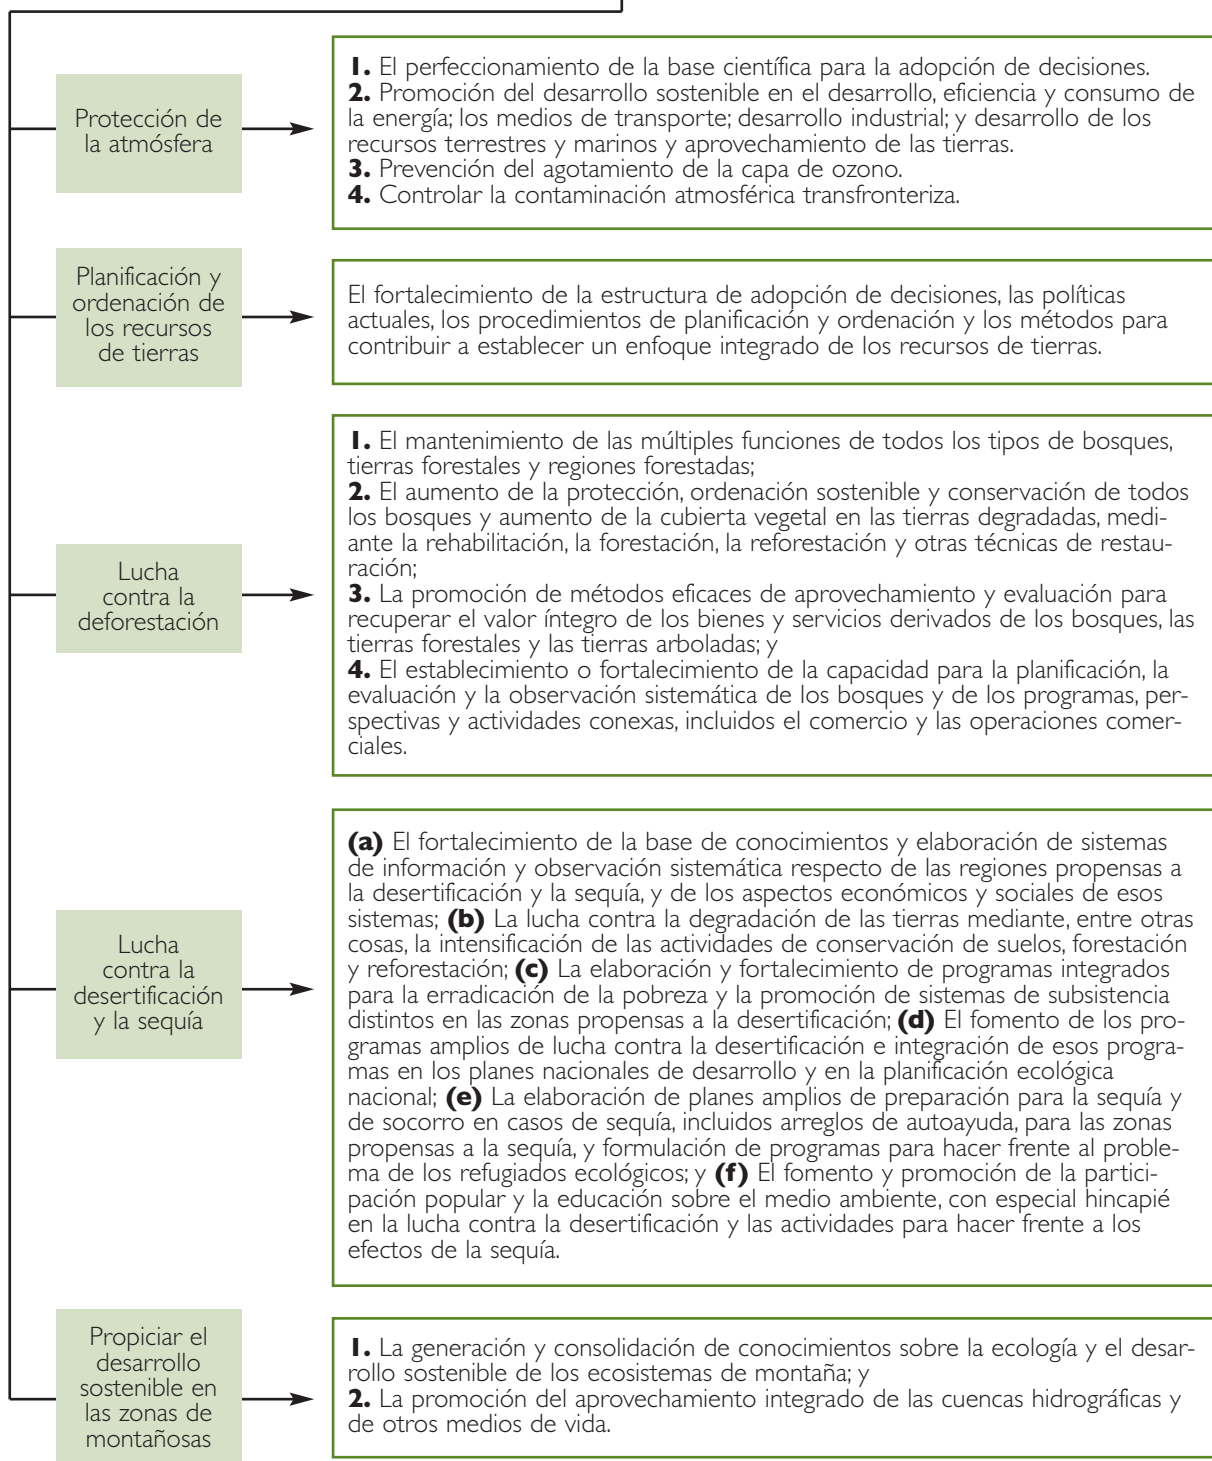 Protección de
la atmósfera
1. El perfeccionamiento de la base científica para la adopción de decisiones.
2. Promoción del desarrollo sostenible en el desarrollo, eficiencia y consumo de
la energía; los medios de transporte; desarrollo industrial; y desarrollo de los
recursos terrestres y marinos y aprovechamiento de las tierras.
3. Prevención del agotamiento de la capa de ozono.
4. Controlar la contaminación atmosférica transfronteriza.
Planificación y
ordenación de
los recursos
de tierras
El fortalecimiento de la estructura de adopción de decisiones, las políticas
actuales, los procedimientos de planificación y ordenación y los métodos para
contribuir a establecer un enfoque integrado de los recursos de tierras.
Lucha
contra la
deforestación
1. El mantenimiento de las múltiples funciones de todos los tipos de bosques,
tierras forestales y regiones forestadas;
2. El aumento de la protección, ordenación sostenible y conservación de todos
los bosques y aumento de la cubierta vegetal en las tierras degradadas, medi-
ante la rehabilitación, la forestación, la reforestación y otras técnicas de restau-
ración;
3. La promoción de métodos eficaces de aprovechamiento y evaluación para
recuperar el valor íntegro de los bienes y servicios derivados de los bosques, las
tierras forestales y las tierras arboladas; y
4. El establecimiento o fortalecimiento de la capacidad para la planificación, la
evaluación y la observación sistemática de los bosques y de los programas, per-
spectivas y actividades conexas, incluidos el comercio y las operaciones comer-
ciales.
Lucha
contra la
desertificación
y la sequía
(a) El fortalecimiento de la base de conocimientos y elaboración de sistemas
de información y observación sistemática respecto de las regiones propensas a
la desertificación y la sequía, y de los aspectos económicos y sociales de esos
sistemas; (b) La lucha contra la degradación de las tierras mediante, entre otras
cosas, la intensificación de las actividades de conservación de suelos, forestación
y reforestación; (c) La elaboración y fortalecimiento de programas integrados
para la erradicación de la pobreza y la promoción de sistemas de subsistencia
distintos en las zonas propensas a la desertificación; (d) El fomento de los pro-
gramas amplios de lucha contra la desertificación e integración de esos progra-
mas en los planes nacionales de desarrollo y en la planificación ecológica
nacional; (e) La elaboración de planes amplios de preparación para la sequía y
de socorro en casos de sequía, incluidos arreglos de autoayuda, para las zonas
propensas a la sequía, y formulación de programas para hacer frente al proble-
ma de los refugiados ecológicos; y (f) El fomento y promoción de la partici-
pación popular y la educación sobre el medio ambiente, con especial hincapié
en la lucha contra la desertificación y las actividades para hacer frente a los
efectos de la sequía.
Propiciar el
desarrollo
sostenible en
las zonas de
montañosas
1. La generación y consolidación de conocimientos sobre la ecología y el desar-
rollo sostenible de los ecosistemas de montaña; y
2. La promoción del aprovechamiento integrado de las cuencas hidrográficas y
de otros medios de vida.